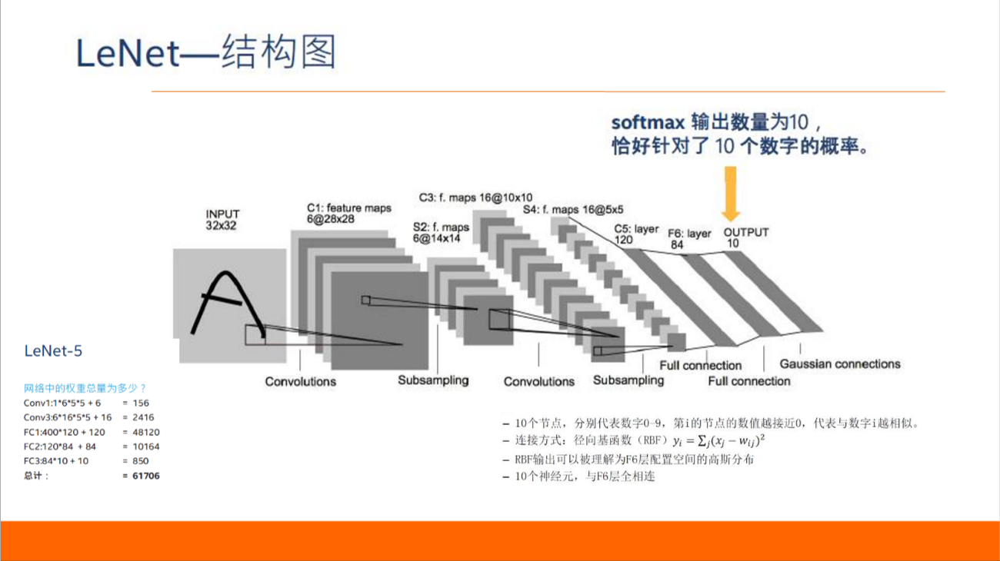 LeNet—结构图
softmax 输出数量为10，
恰好针对了 10 个数字的概率。
INPUT
32x32
C1: feature maps
6@28x28
S2: f. maps
6@14x14
C3: f. maps 16@10x10
S4: f. maps 16@5x5
C5: layer
120
F6: layer
84
OUTPUT
10
Convolutions
Subsampling
Convolutions
Subsampling
Full connection
Full connection
Gaussian connections
LeNet-5
网络中的权重总量为多少？
Conv1:1*6*5*5 + 6 = 156
Conv3:6*16*5*5 + 16 = 2416
FC1:400*120 + 120 = 48120
FC2:120*84 + 84 = 10164
FC3:84*10 + 10 = 850
总计： = 61706
– 10个节点，分别代表数字0-9，第i的节点的数值越接近0，代表与数字i越相似。
– 连接方式：径向基函数（RBF）yᵢ = ∑ⱼ(xⱼ − wᵢⱼ)²
– RBF输出可以被理解为F6层配置空间的高斯分布
– 10个神经元，与F6层全相连